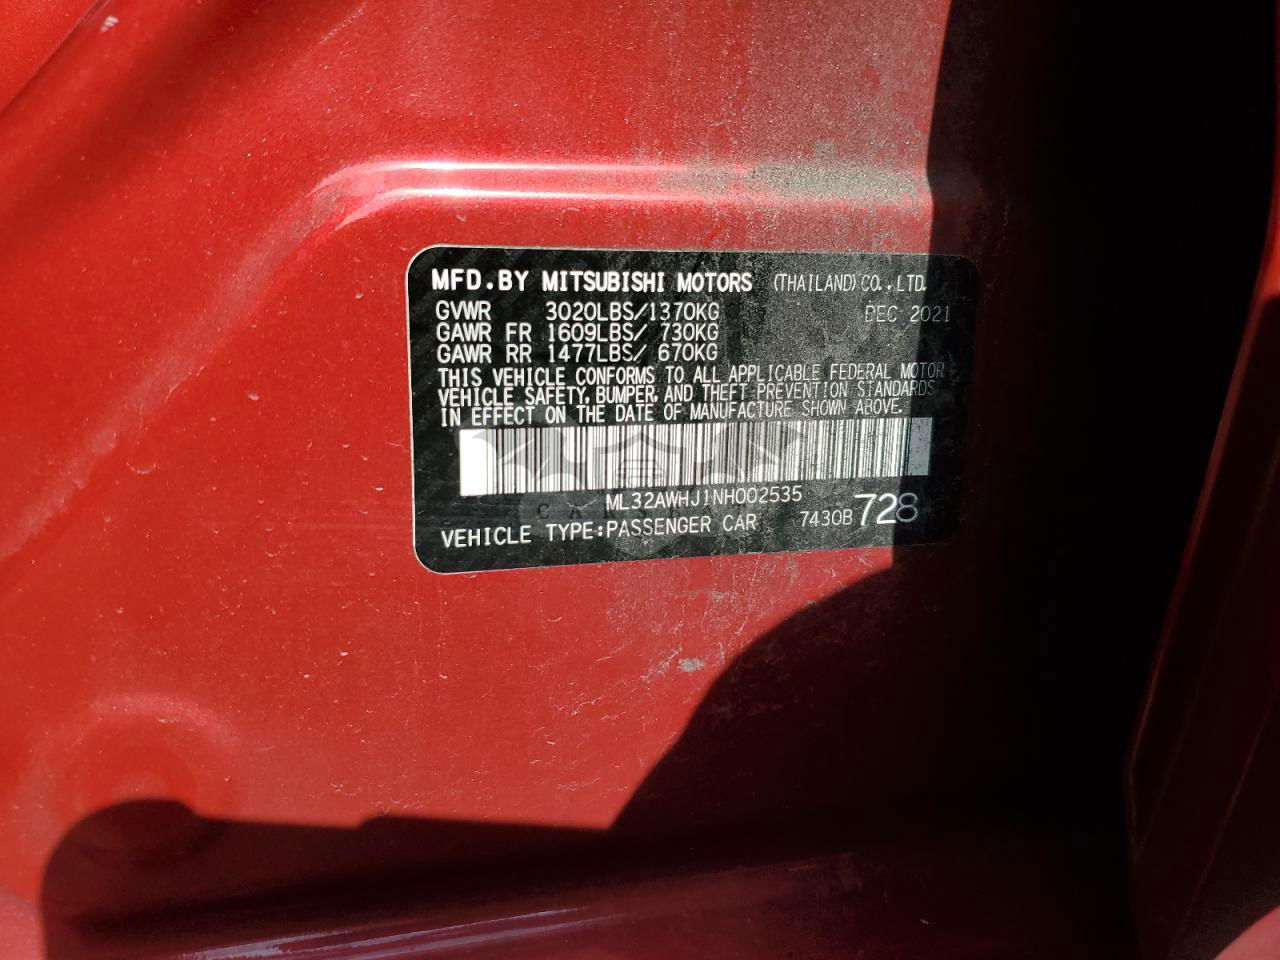 MFD.BY MITSUBISHI MOTORS (THAILAND) CO.,LTD.
GVWR 3020LBS/1370KG DEC 2021
GAWR FR 1609LBS/ 730KG
GAWR RR 1477LBS/ 670KG
THIS VEHICLE CONFORMS TO ALL APPLICABLE FEDERAL MOTOR
VEHICLE SAFETY, BUMPER, AND THEFT PREVENTION STANDARDS
IN EFFECT ON THE DATE OF MANUFACTURE SHOWN ABOVE.
ML32AWHJ1NH002535
VEHICLE TYPE:PASSENGER CAR 7430B 728